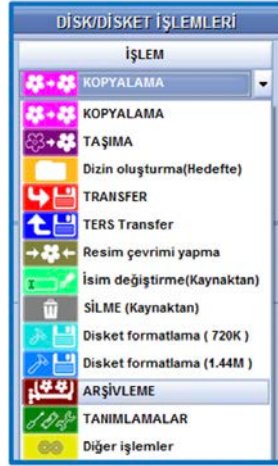 DİSK/DİSKET İŞLEMLERİ
İŞLEM
KOPYALAMA
KOPYALAMA
TAŞIMA
Dizin oluşturma(Hedefte)
TRANSFER
TERS Transfer
Resim çevrimi yapma
İsim değiştirme(Kaynaktan)
SİLME (Kaynaktan)
Disket formatlama ( 720K )
Disket formatlama (1.44M )
ARŞİVLEME
TANIMLAMALAR
Diğer işlemler